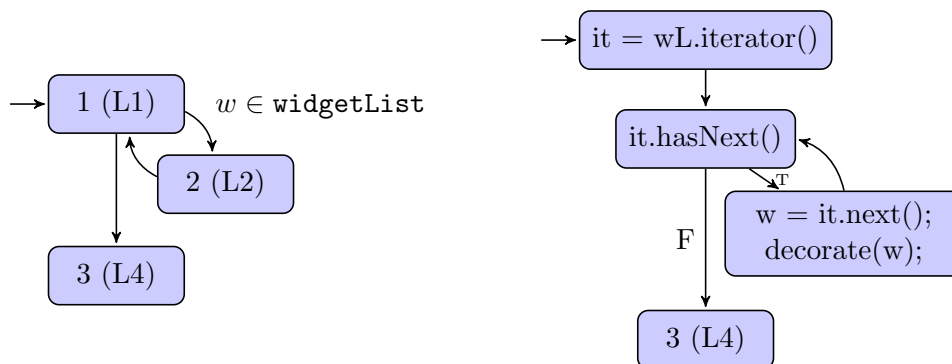 1 (L1)
w ∈ widgetList
2 (L2)
3 (L4)
it = wL.iterator()
it.hasNext()
T
w = it.next();
decorate(w);
F
3 (L4)